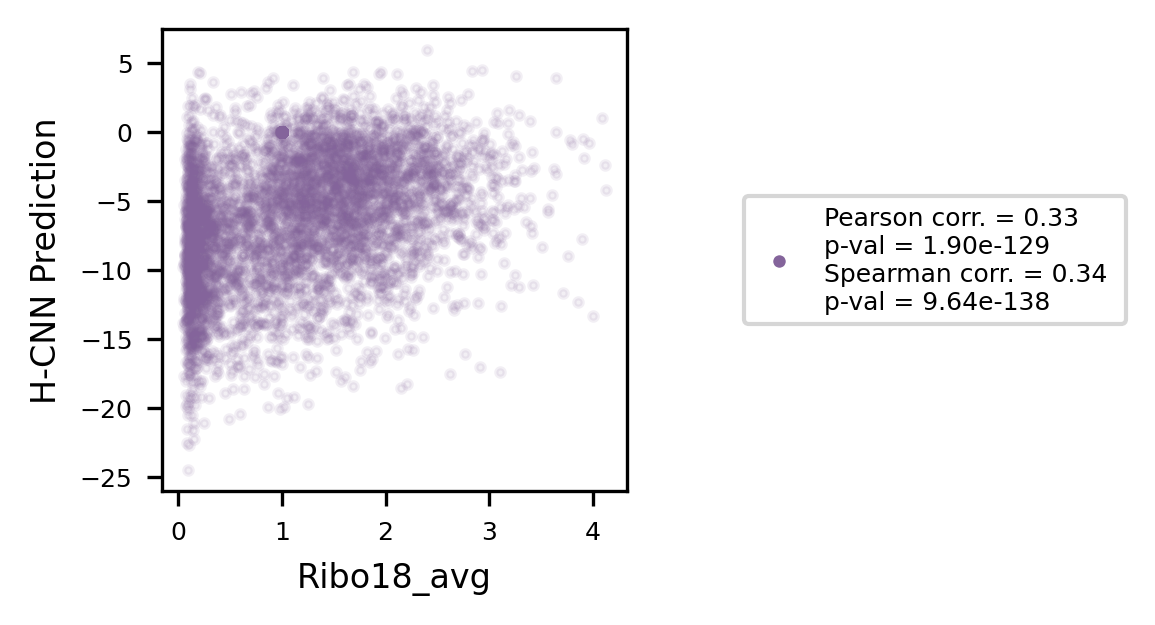 5
0
−5
−10
−15
−20
−25
H-CNN Prediction
0 1 2 3 4
Ribo18_avg
Pearson corr. = 0.33
p-val = 1.90e-129
Spearman corr. = 0.34
p-val = 9.64e-138